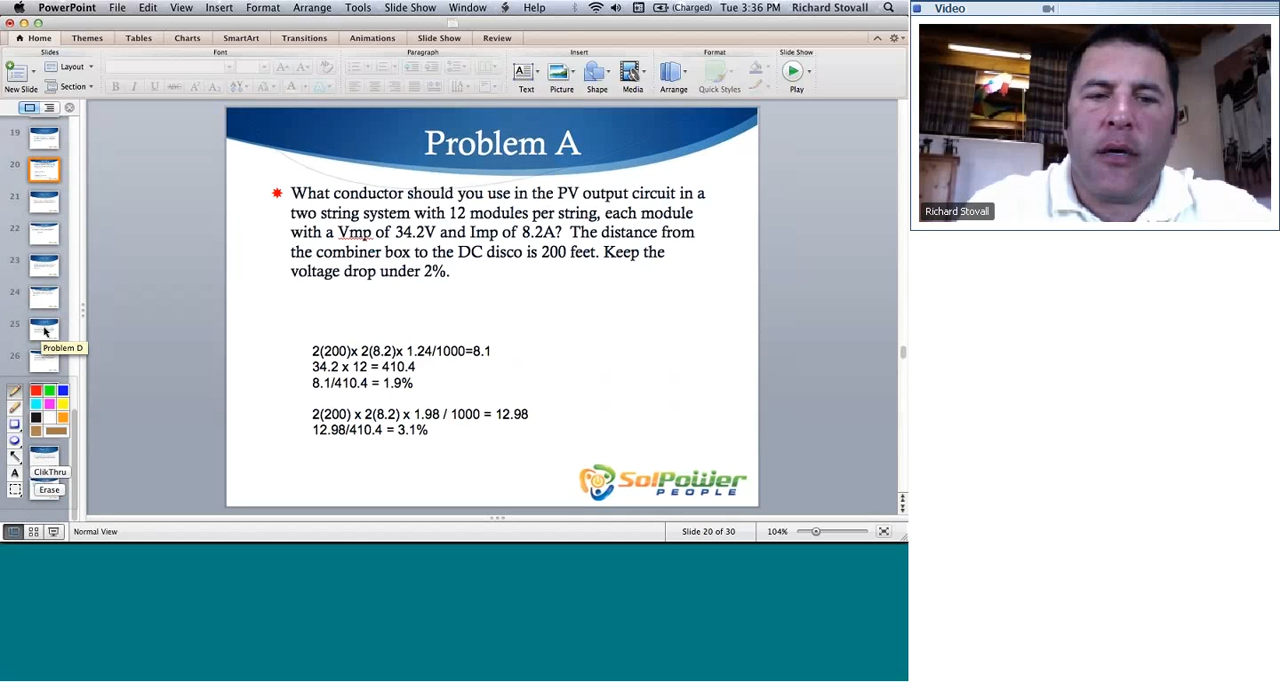 PowerPoint File Edit View Insert Format Arrange Tools Slide Show Window Help (Charged) Tue 3:36 PM Richard Stovall
Home Themes Tables Charts SmartArt Transitions Animations Slide Show Review
Slides Font Paragraph Insert Format Slide Show
New Slide Layout Section Text Picture Shape Media Arrange Quick Styles Play
19
20
21
22
23
24
25
26
Problem D
ClikThru
Erase
Problem A
What conductor should you use in the PV output circuit in a
two string system with 12 modules per string, each module
with a Vmp of 34.2V and Imp of 8.2A? The distance from
the combiner box to the DC disco is 200 feet. Keep the
voltage drop under 2%.
2(200)x 2(8.2)x 1.24/1000=8.1
34.2 x 12 = 410.4
8.1/410.4 = 1.9%
2(200) x 2(8.2) x 1.98 / 1000 = 12.98
12.98/410.4 = 3.1%
SolPower
PEOPLE
Normal View Slide 20 of 30 104%
Video
Richard Stovall